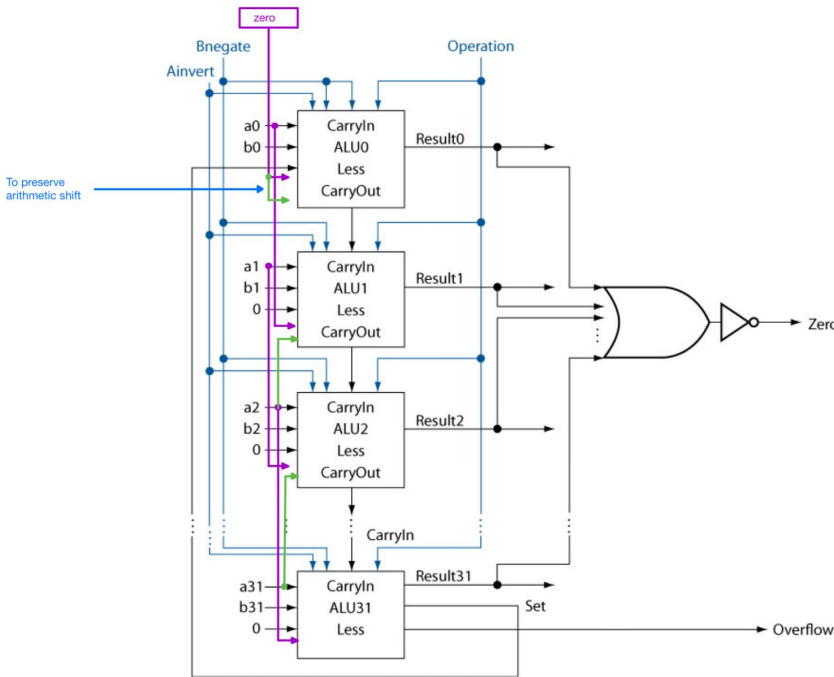 zero
Bnegate
Operation
Ainvert
a0
CarryIn
Result0
b0
ALU0
Less
To preserve
arithmetic shift
CarryOut
a1
CarryIn
Result1
b1
ALU1
0
Less
CarryOut
Zero
a2
CarryIn
Result2
b2
ALU2
0
Less
CarryOut
CarryIn
a31
CarryIn
Result31
b31
ALU31
Set
0
Less
Overflow